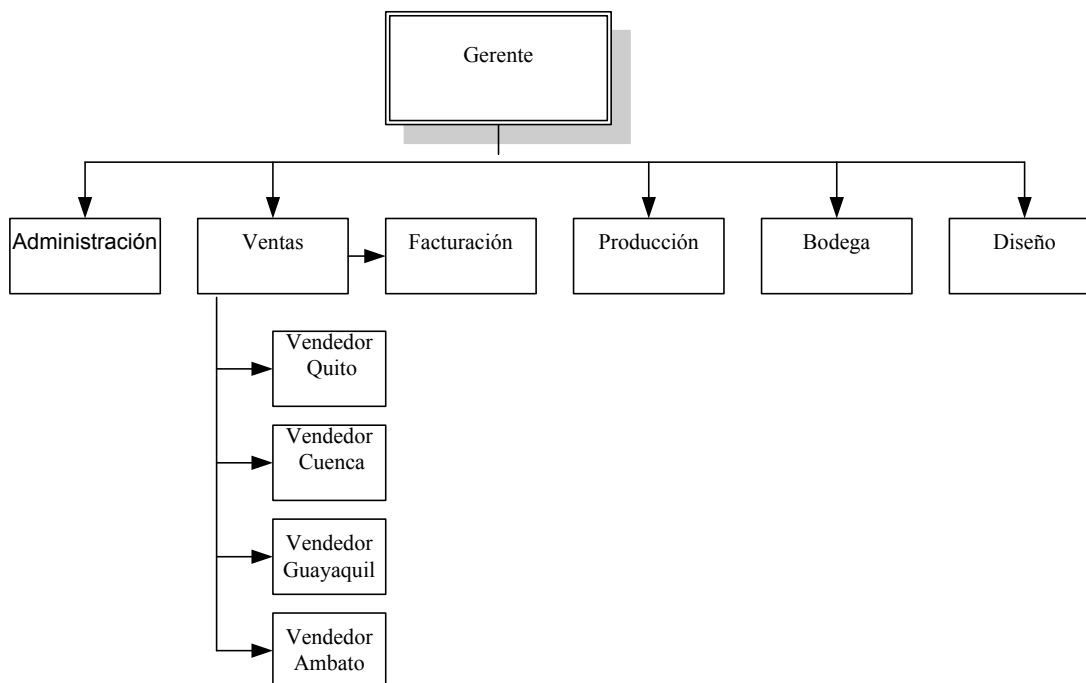 Gerente
Administración
Ventas
Facturación
Producción
Bodega
Diseño
Vendedor
Quito
Vendedor
Cuenca
Vendedor
Guayaquil
Vendedor
Ambato